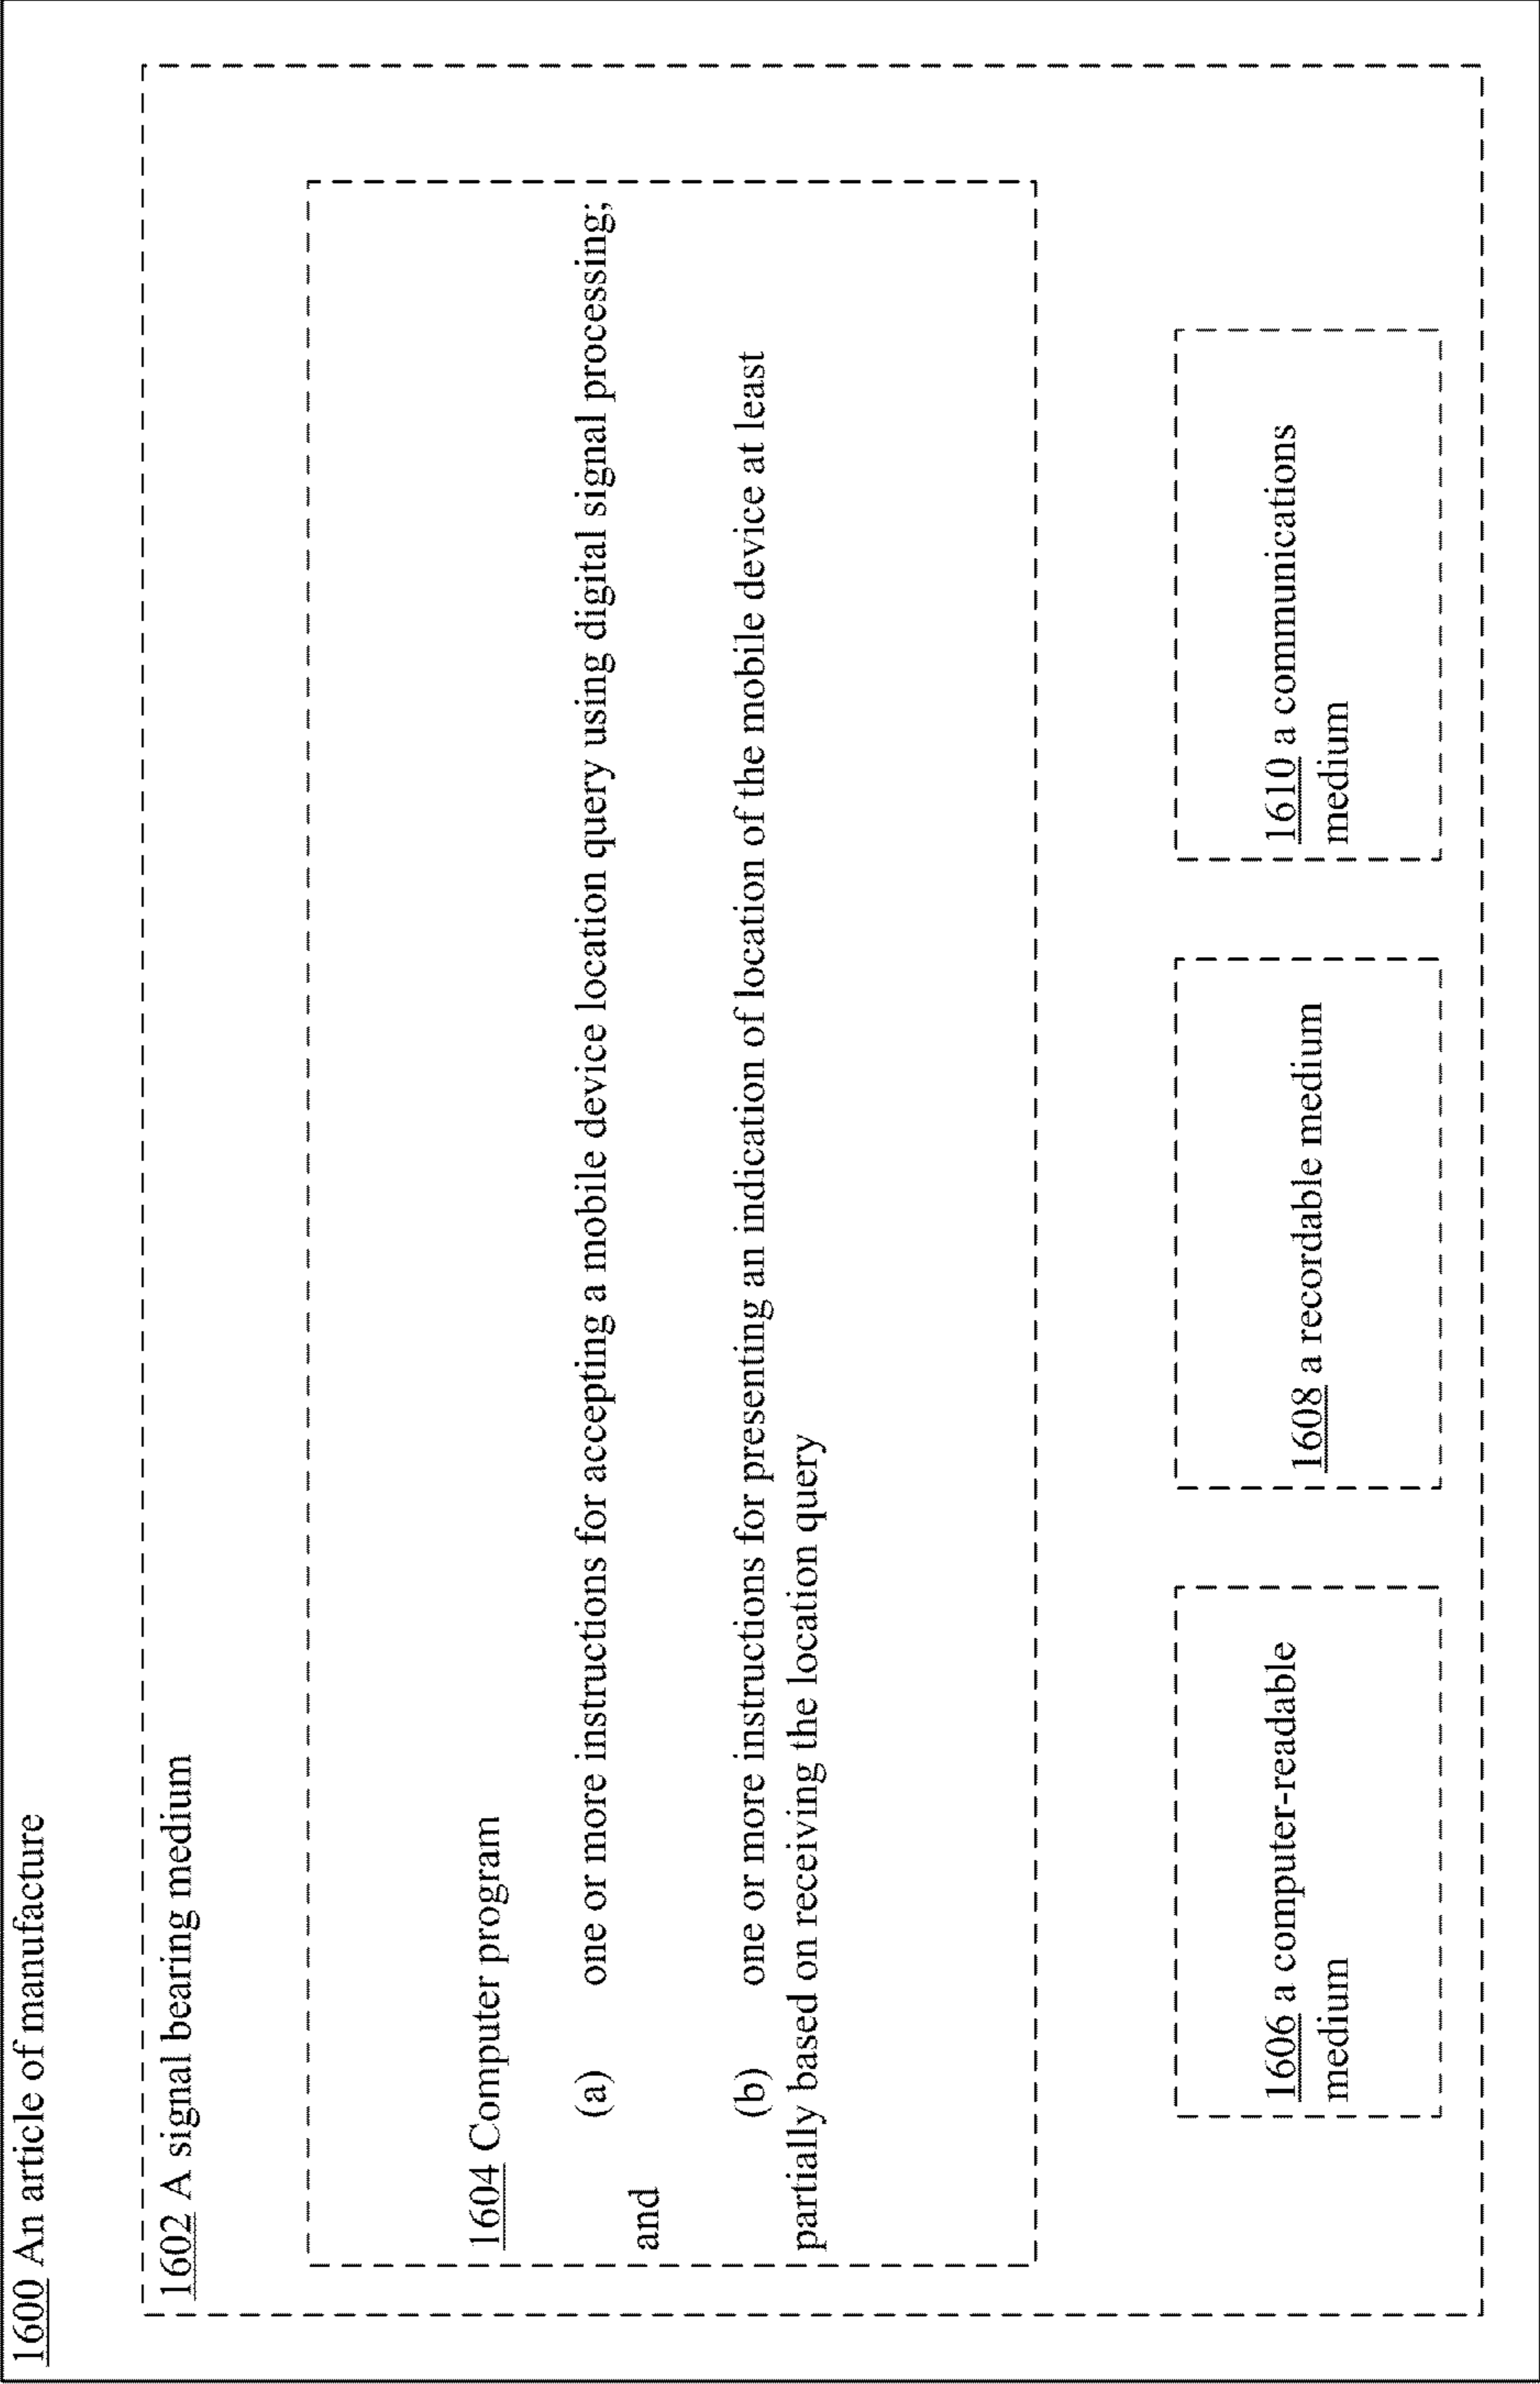 1600 An article of manufacture
1602 A signal bearing medium
1604 Computer program
(a) one or more instructions for accepting a mobile device location query using digital signal processing;
and
(b) one or more instructions for presenting an indication of location of the mobile device at least
partially based on receiving the location query
1606 a computer-readable
medium
1608 a recordable medium
1610 a communications
medium